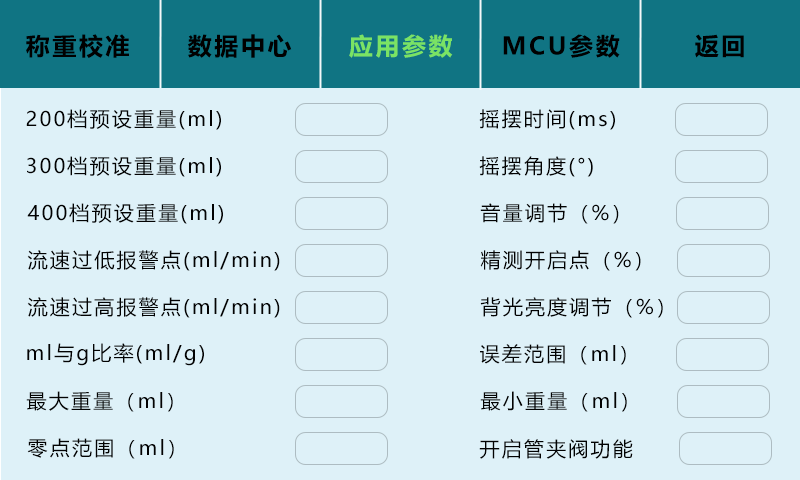 称重校准 数据中心 应用参数 MCU参数 返回
200档预设重量(ml) 摇摆时间(ms)
300档预设重量(ml) 摇摆角度(°)
400档预设重量(ml) 音量调节（%）
流速过低报警点(ml/min) 精测开启点（%）
流速过高报警点(ml/min) 背光亮度调节（%）
ml与g比率(ml/g) 误差范围（ml）
最大重量（ml） 最小重量（ml）
零点范围（ml） 开启管夹阀功能